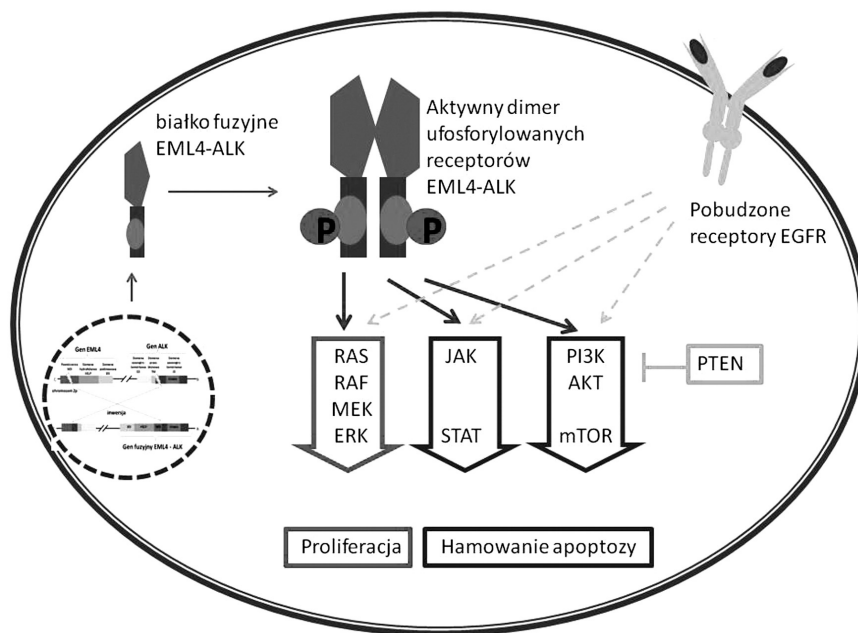 białko fuzyjne
EML4-ALK
Aktywny dimer
ufosforylowanych
receptorów
EML4-ALK
P
P
Pobudzone
receptory EGFR
Gen EML4
Gen ALK
inwersja
Gen fuzyjny EML4 - ALK
RAS
RAF
MEK
ERK
JAK
STAT
PI3K
AKT
mTOR
PTEN
Proliferacja
Hamowanie apoptozy